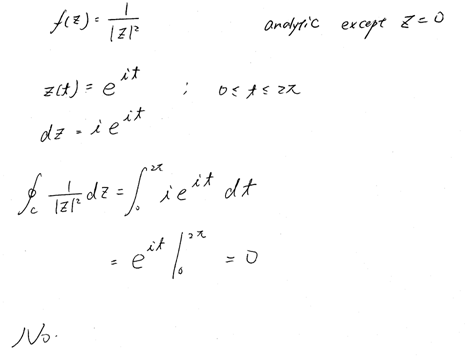 f(z) = 1/|z|² analytic except z=0
z(t) = e^{it} ; 0 ≤ t ≤ 2π
dz = i e^{it}
∮_C 1/|z|² dz = ∫_0^{2π} i e^{it} dt
= e^{it} |_0^{2π} = 0
No.